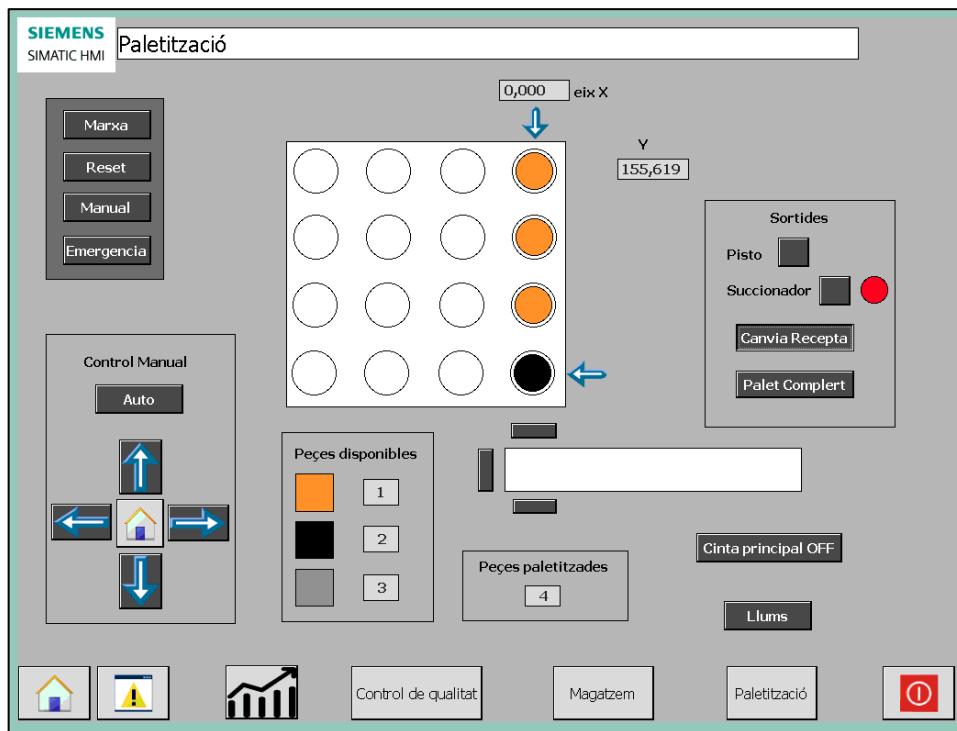 SIEMENS
SIMATIC HMI
Paletització
0,000 eix X
Marxa
Reset
Manual
Emergencia
Y
155,619
Sortides
Pisto
Succionador
Canvia Recepta
Palet Complert
Control Manual
Auto
Peçes disponibles
1
2
3
Peçes paletitzades
4
Cinta principal OFF
Llums
Control de qualitat
Magatzem
Paletització